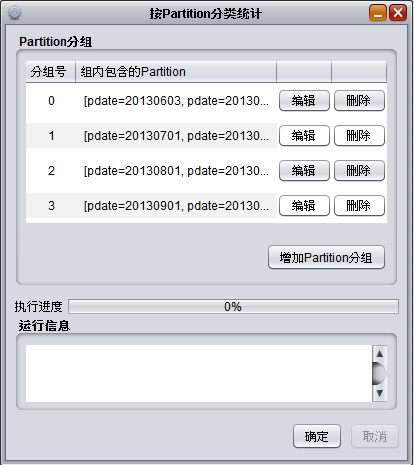 按Partition分类统计
Partition分组
分组号 组内包含的Partition
0 [pdate=20130603, pdate=20130... 编辑 删除
1 [pdate=20130701, pdate=20130... 编辑 删除
2 [pdate=20130801, pdate=20130... 编辑 删除
3 [pdate=20130901, pdate=20130... 编辑 删除
增加Partition分组
执行进度 0%
运行信息
确定 取消